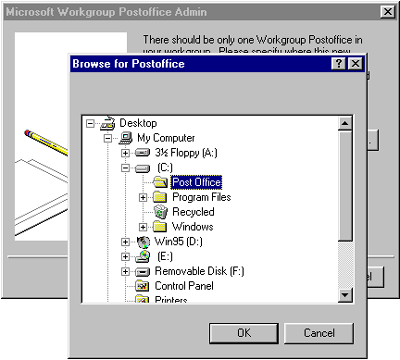 Microsoft Workgroup Postoffice Admin
There should be only one Workgroup Postoffice in
your workgroup. Please specify where this new
Browse for Postoffice
Desktop
My Computer
3½ Floppy (A:)
(C:)
Post Office
Program Files
Recycled
Windows
Win95 (D:)
(E:)
Removable Disk (F:)
Control Panel
Printers
OK
Cancel